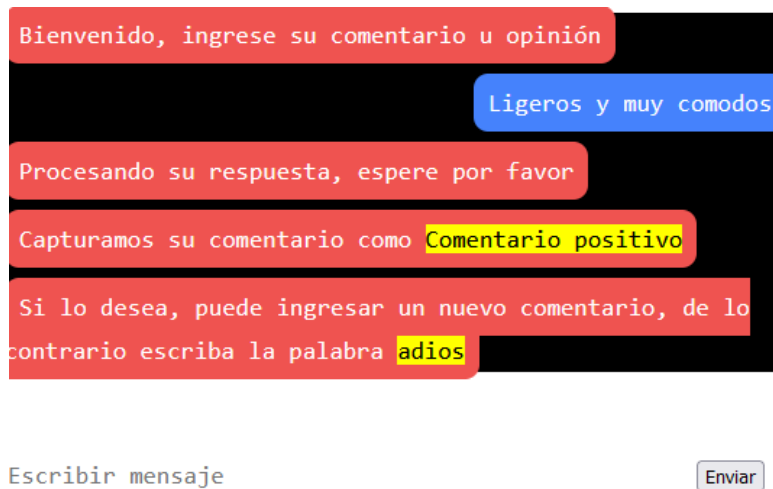 Bienvenido, ingrese su comentario u opinión
Ligeros y muy comodos
Procesando su respuesta, espere por favor
Capturamos su comentario como Comentario positivo
Si lo desea, puede ingresar un nuevo comentario, de lo
contrario escriba la palabra adios
Escribir mensaje
Enviar